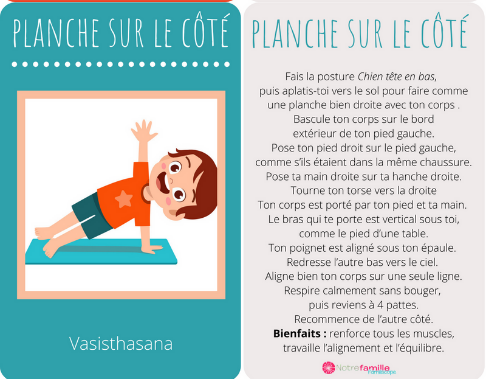 PLANCHE SUR LE CÔTÉ
Vasisthasana
PLANCHE SUR LE CÔTÉ
Fais la posture Chien tête en bas,
puis aplatis-toi vers le sol pour faire comme
une planche bien droite avec ton corps .
Bascule ton corps sur le bord
extérieur de ton pied gauche.
Pose ton pied droit sur le pied gauche,
comme s'ils étaient dans la même chaussure.
Pose ta main droite sur ta hanche droite.
Tourne ton torse vers la droite
Ton corps est porté par ton pied et ta main.
Le bras qui te porte est vertical sous toi,
comme le pied d'une table.
Ton poignet est aligné sous ton épaule.
Redresse l'autre bas vers le ciel.
Aligne bien ton corps sur une seule ligne.
Respire calmement sans bouger,
puis reviens à 4 pattes.
Recommence de l'autre côté.
Bienfaits : renforce tous les muscles,
travaille l'alignement et l'équilibre.
Notrefamille